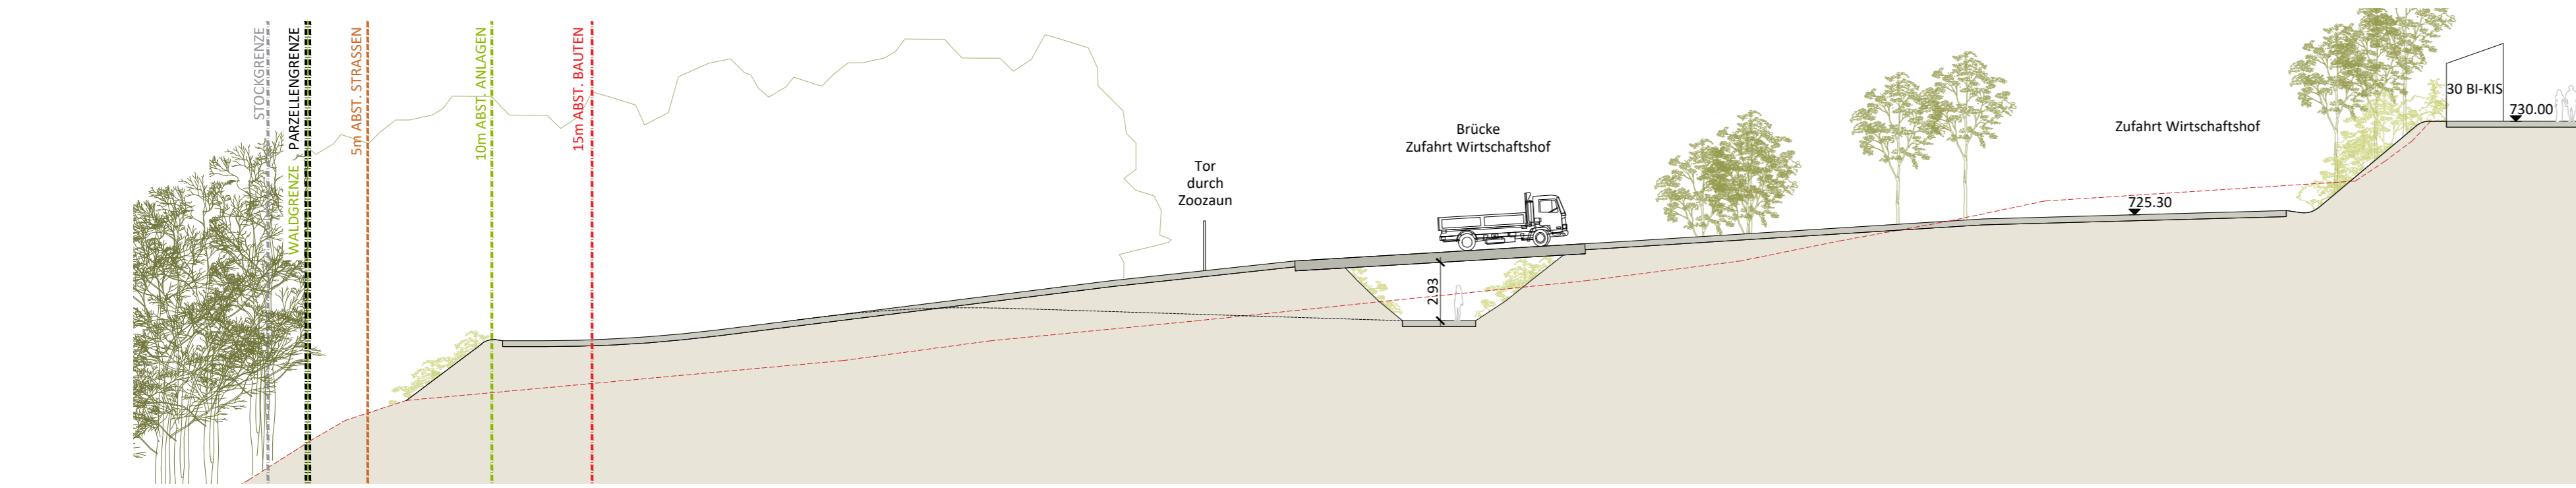 STOCKGRENZE
WALDGRENZE
PARZELLENGRENZE
5m ABST. STRASSEN
10m ABST. ANLAGEN
15m ABST. BAUTEN
Tor
durch
Zoozaun
Brücke
Zufahrt Wirtschaftshof
2.93
Zufahrt Wirtschaftshof
725.30
30 BI-KIS
730.00